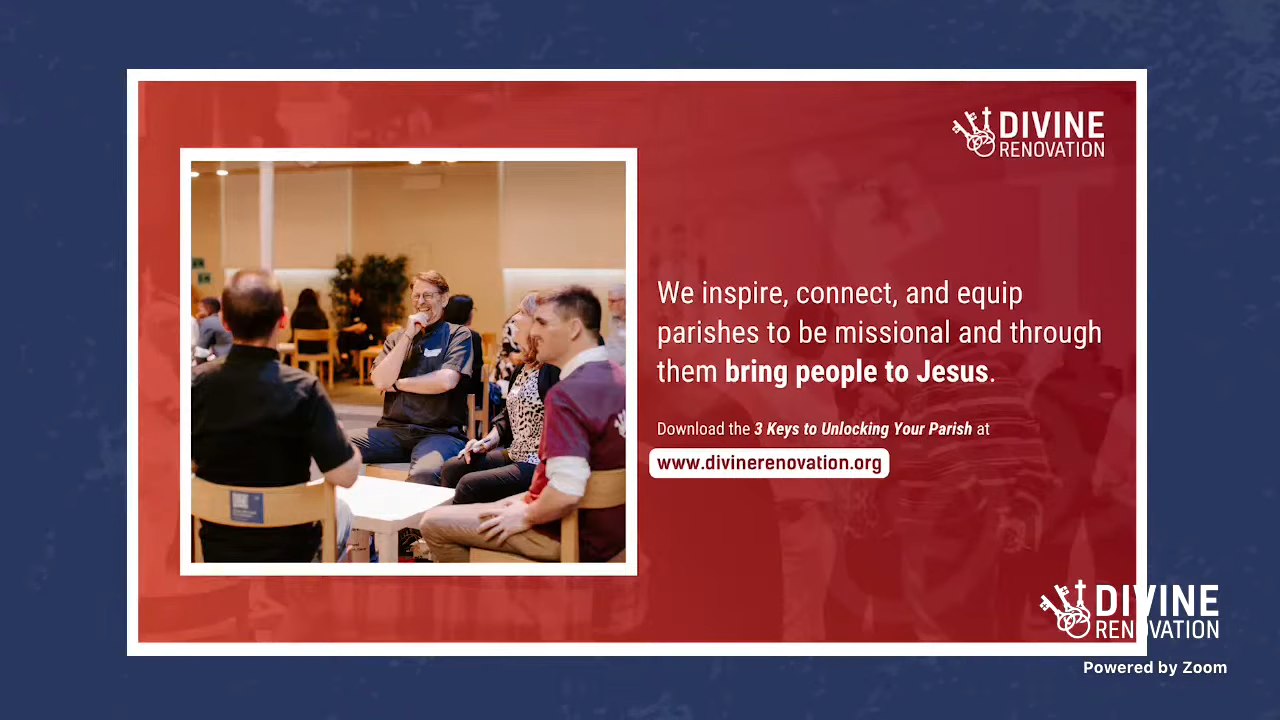 DIVINE
RENOVATION
We inspire, connect, and equip
parishes to be missional and through
them bring people to Jesus.
Download the 3 Keys to Unlocking Your Parish at
www.divinerenovation.org
DIVINE
RENOVATION
Powered by Zoom